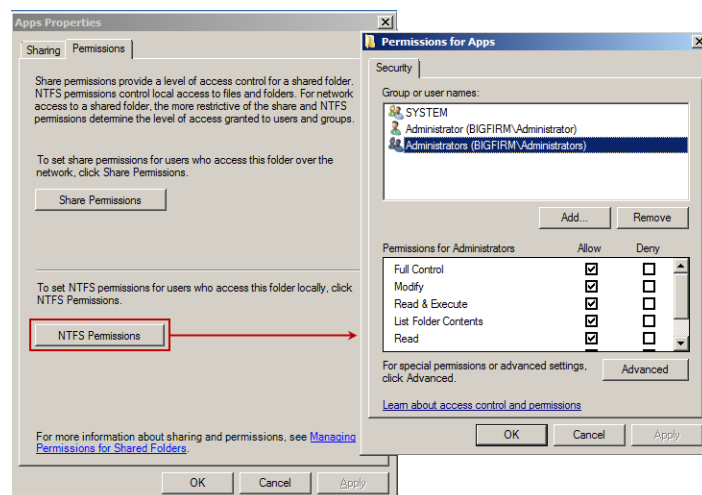 Apps Properties
Sharing
Permissions
Share permissions provide a level of access control for a shared folder.
NTFS permissions control local access to files and folders. For network
access to a shared folder, the more restrictive of the share and NTFS
permissions determine the level of access granted to users and groups.
To set share permissions for users who access this folder over the
network, click Share Permissions.
Share Permissions
To set NTFS permissions for users who access this folder locally, click
NTFS Permissions.
NTFS Permissions
For more information about sharing and permissions, see Managing
Permissions for Shared Folders.
OK Cancel Apply
Permissions for Apps
Security
Group or user names:
SYSTEM
Administrator (BIGFIRM\Administrator)
Administrators (BIGFIRM\Administrators)
Add... Remove
Permissions for Administrators Allow Deny
Full Control
Modify
Read & Execute
List Folder Contents
Read
For special permissions or advanced settings,
click Advanced.
Advanced
Learn about access control and permissions
OK Cancel Apply